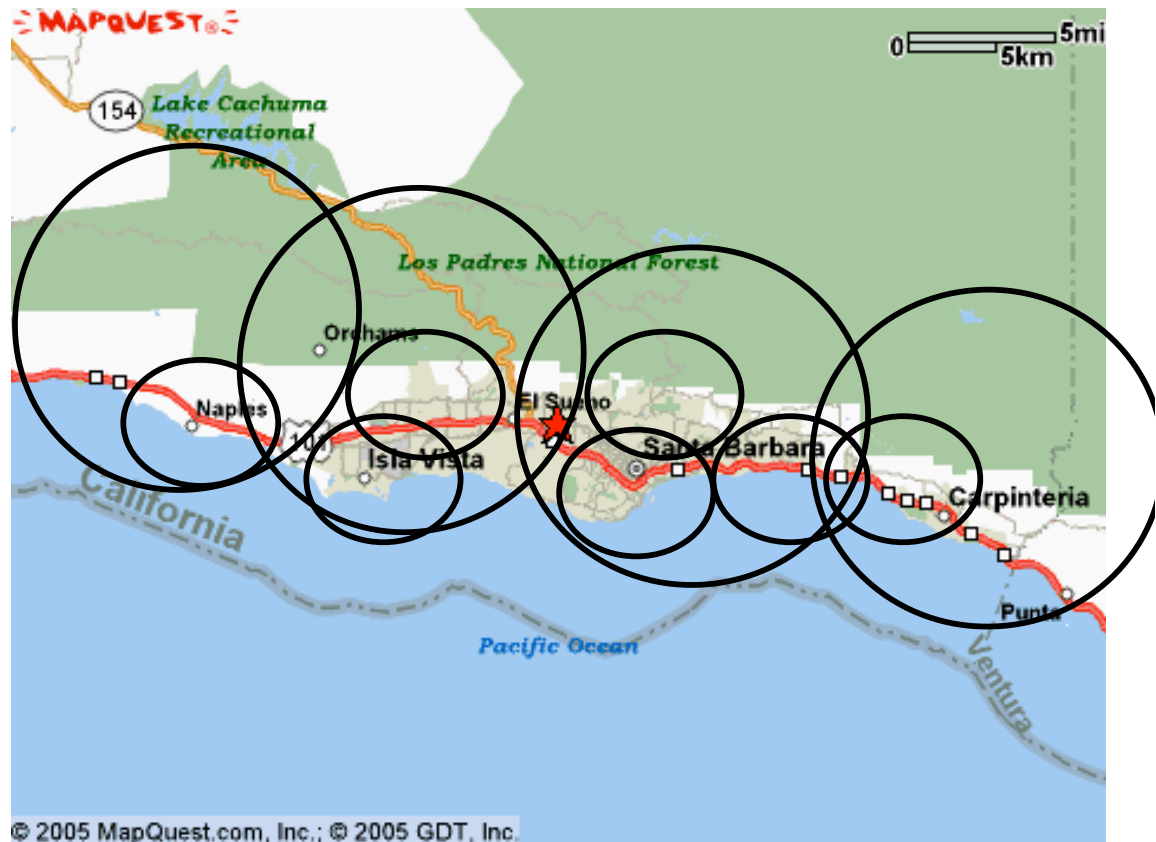 MAPQUEST®
0 5mi
5km
154
Lake Cachuma
Recreational
Area
Los Padres National Forest
Orchams
El Sueno
Naples
101
Isla Vista
Santa Barbara
Carpinteria
California
Punta
Pacific Ocean
Ventura
© 2005 MapQuest.com, Inc.; © 2005 GDT, Inc.